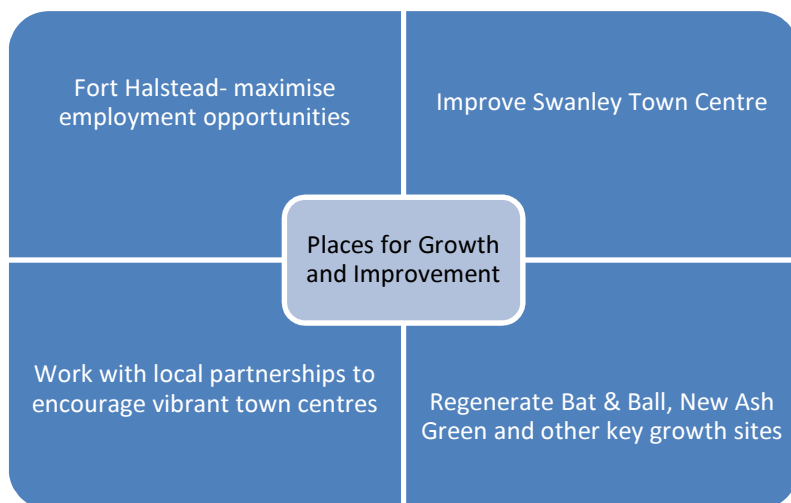 Fort Halstead- maximise
employment opportunities
Improve Swanley Town Centre
Places for Growth
and Improvement
Work with local partnerships to
encourage vibrant town centres
Regenerate Bat & Ball, New Ash
Green and other key growth sites